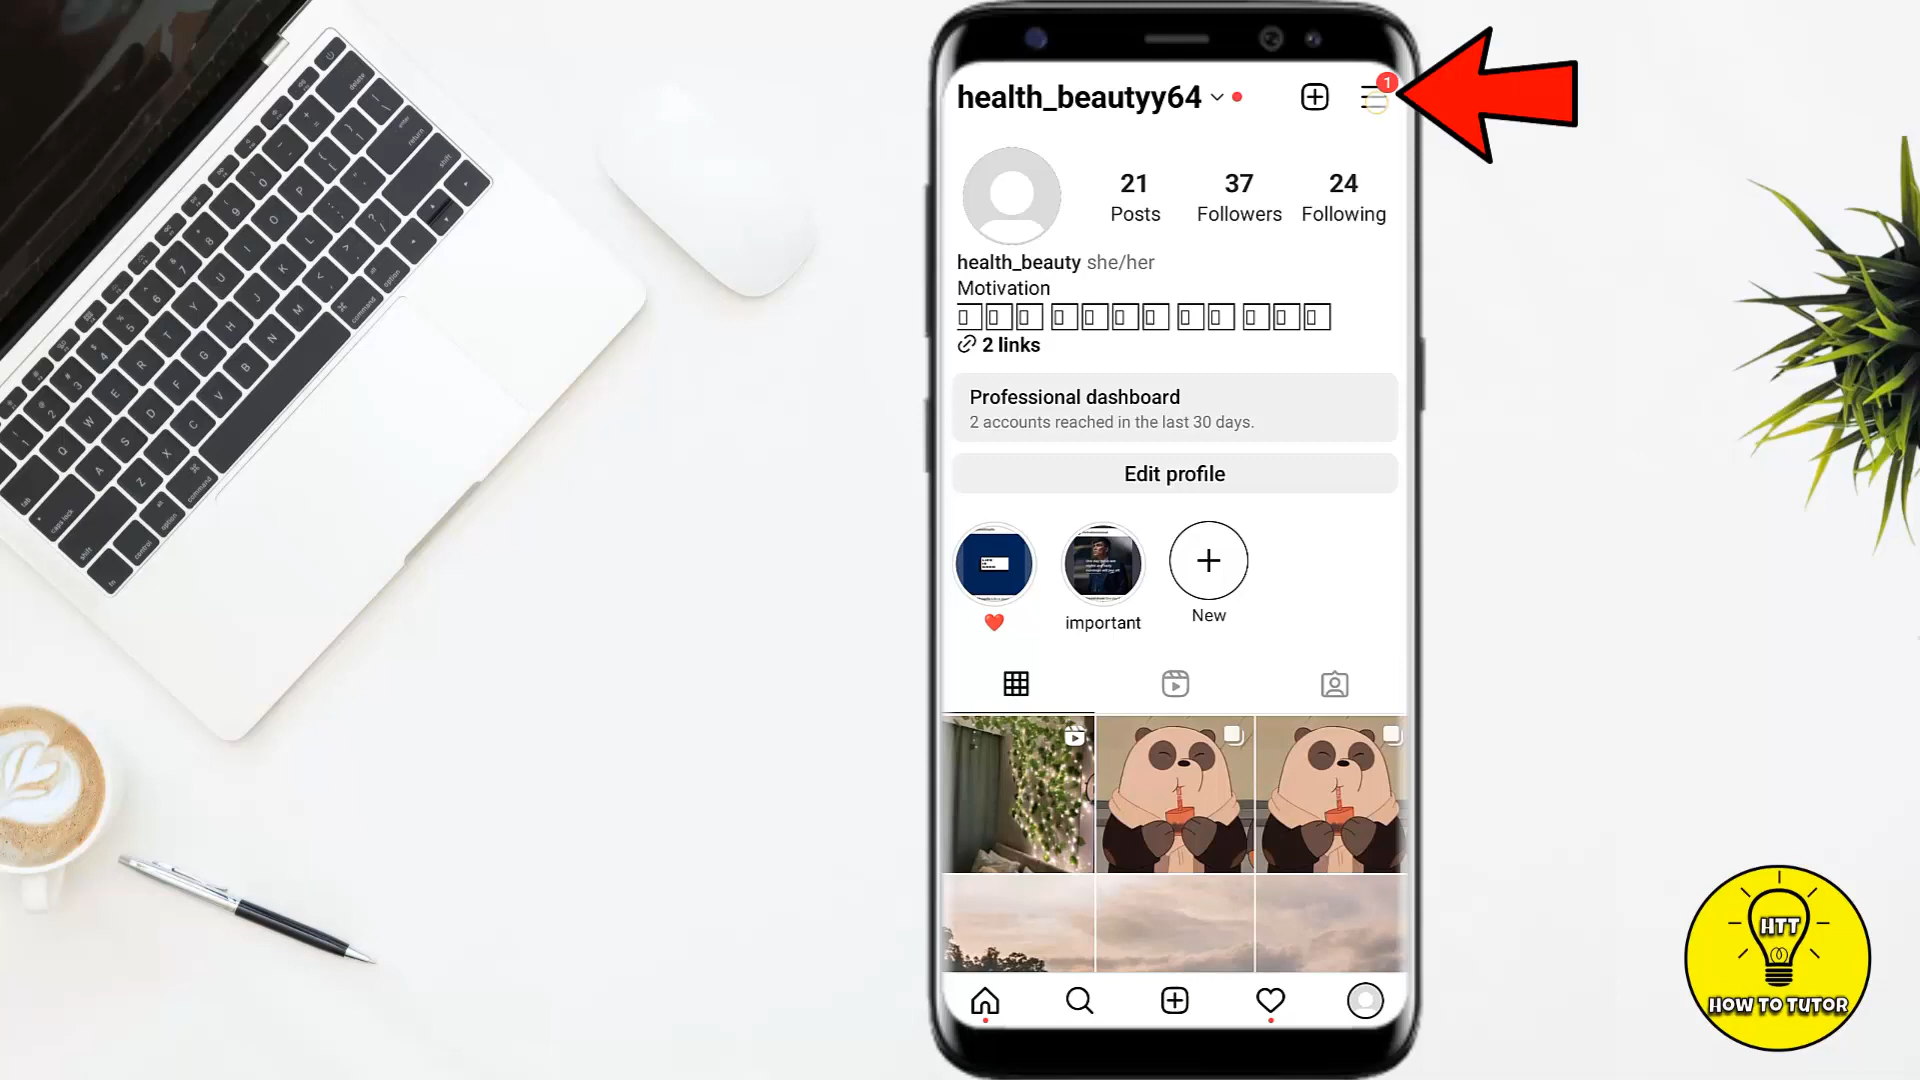 health_beautyy64
1
21
37
24
Posts
Followers
Following
health_beauty she/her
Motivation
2 links
Professional dashboard
2 accounts reached in the last 30 days.
Edit profile
important
New
HTT
HOW TO TUTOR